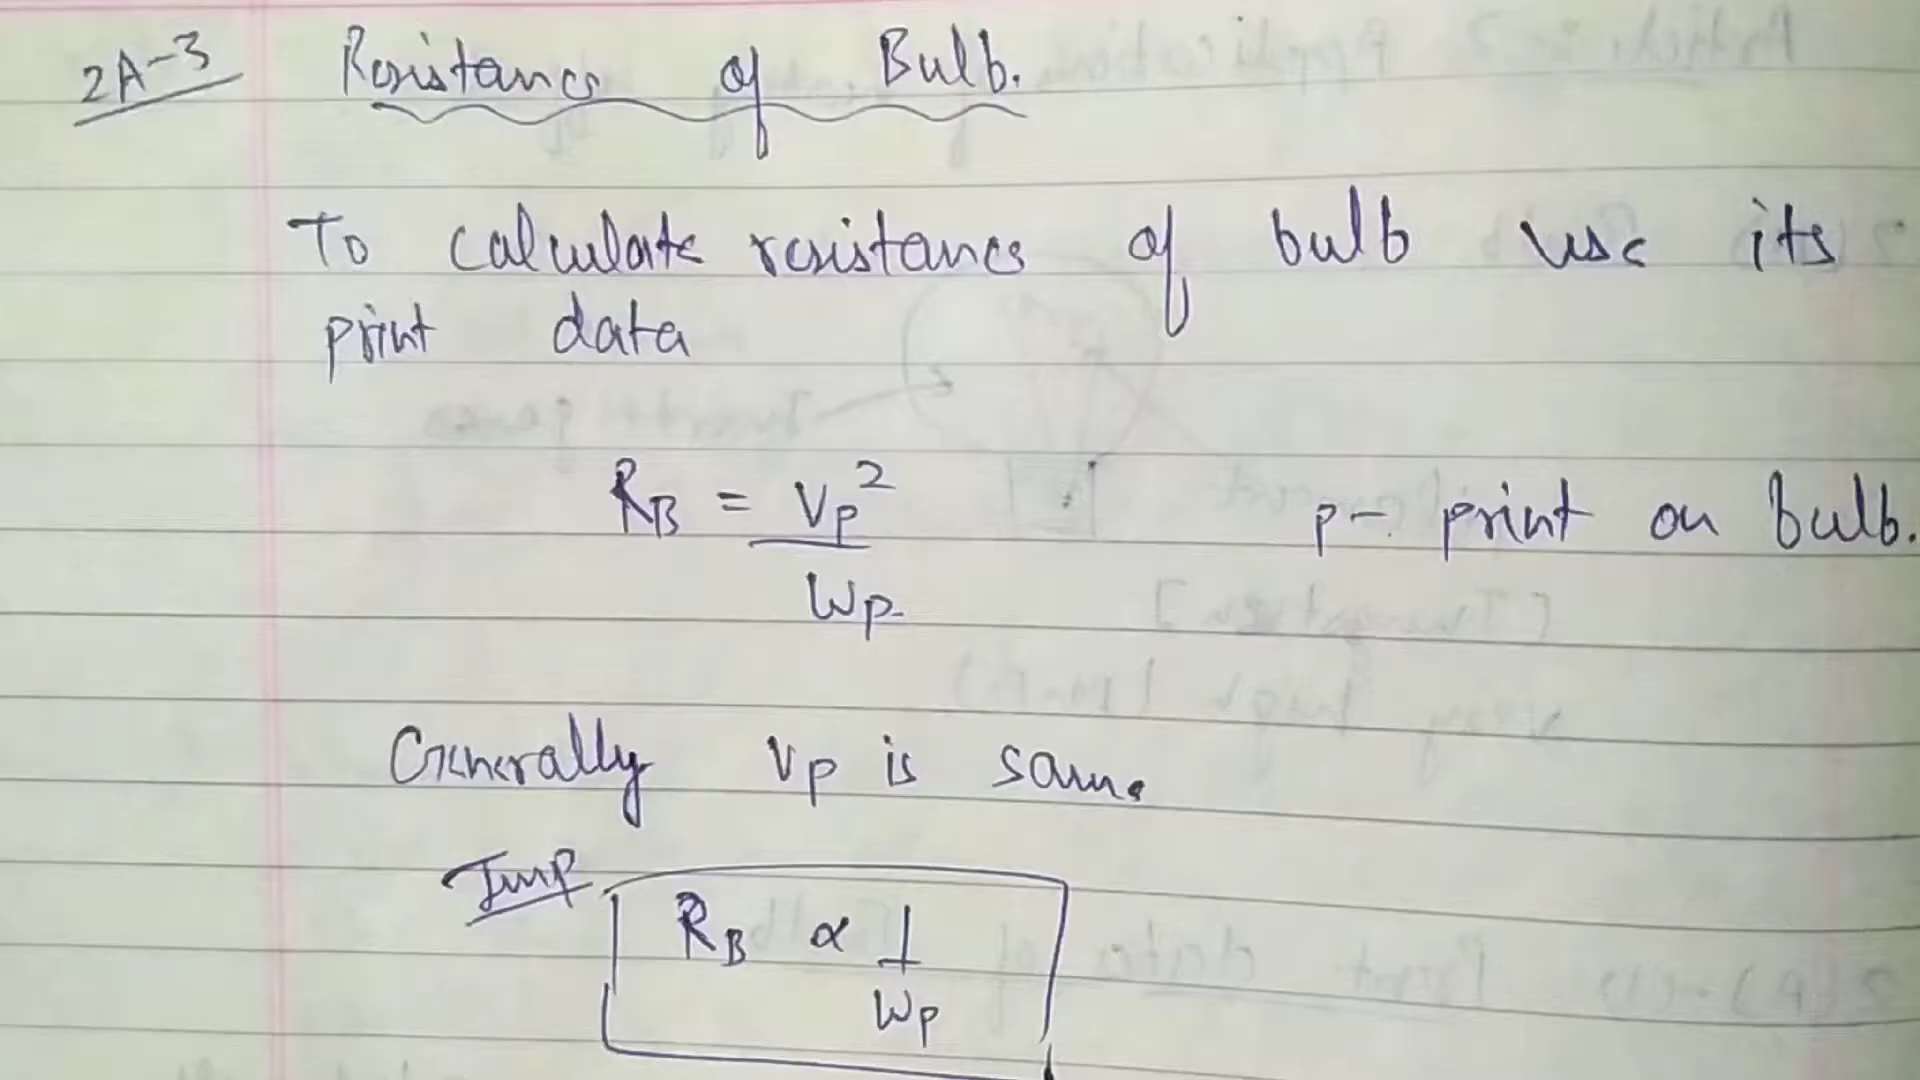 2A-3 Resistance of Bulb.
To calculate resistance of bulb use its
print data
R_B = V_P^2 / W_P p - print on bulb.
Generally V_P is same
Imp
R_B ∝ 1 / W_P